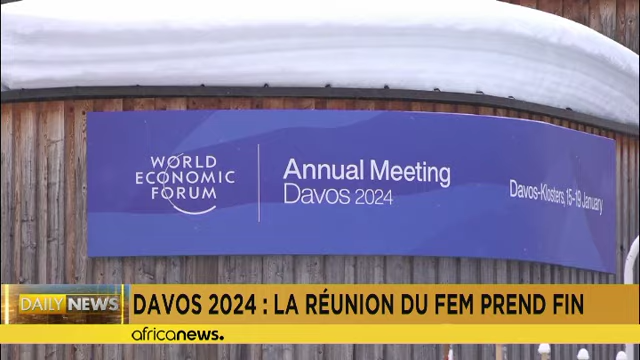 WORLD
ECONOMIC
FORUM
Annual Meeting
Davos 2024
Davos-Klosters, 15-19 January
DAILY NEWS
DAVOS 2024 : LA RÉUNION DU FEM PREND FIN
africanews.